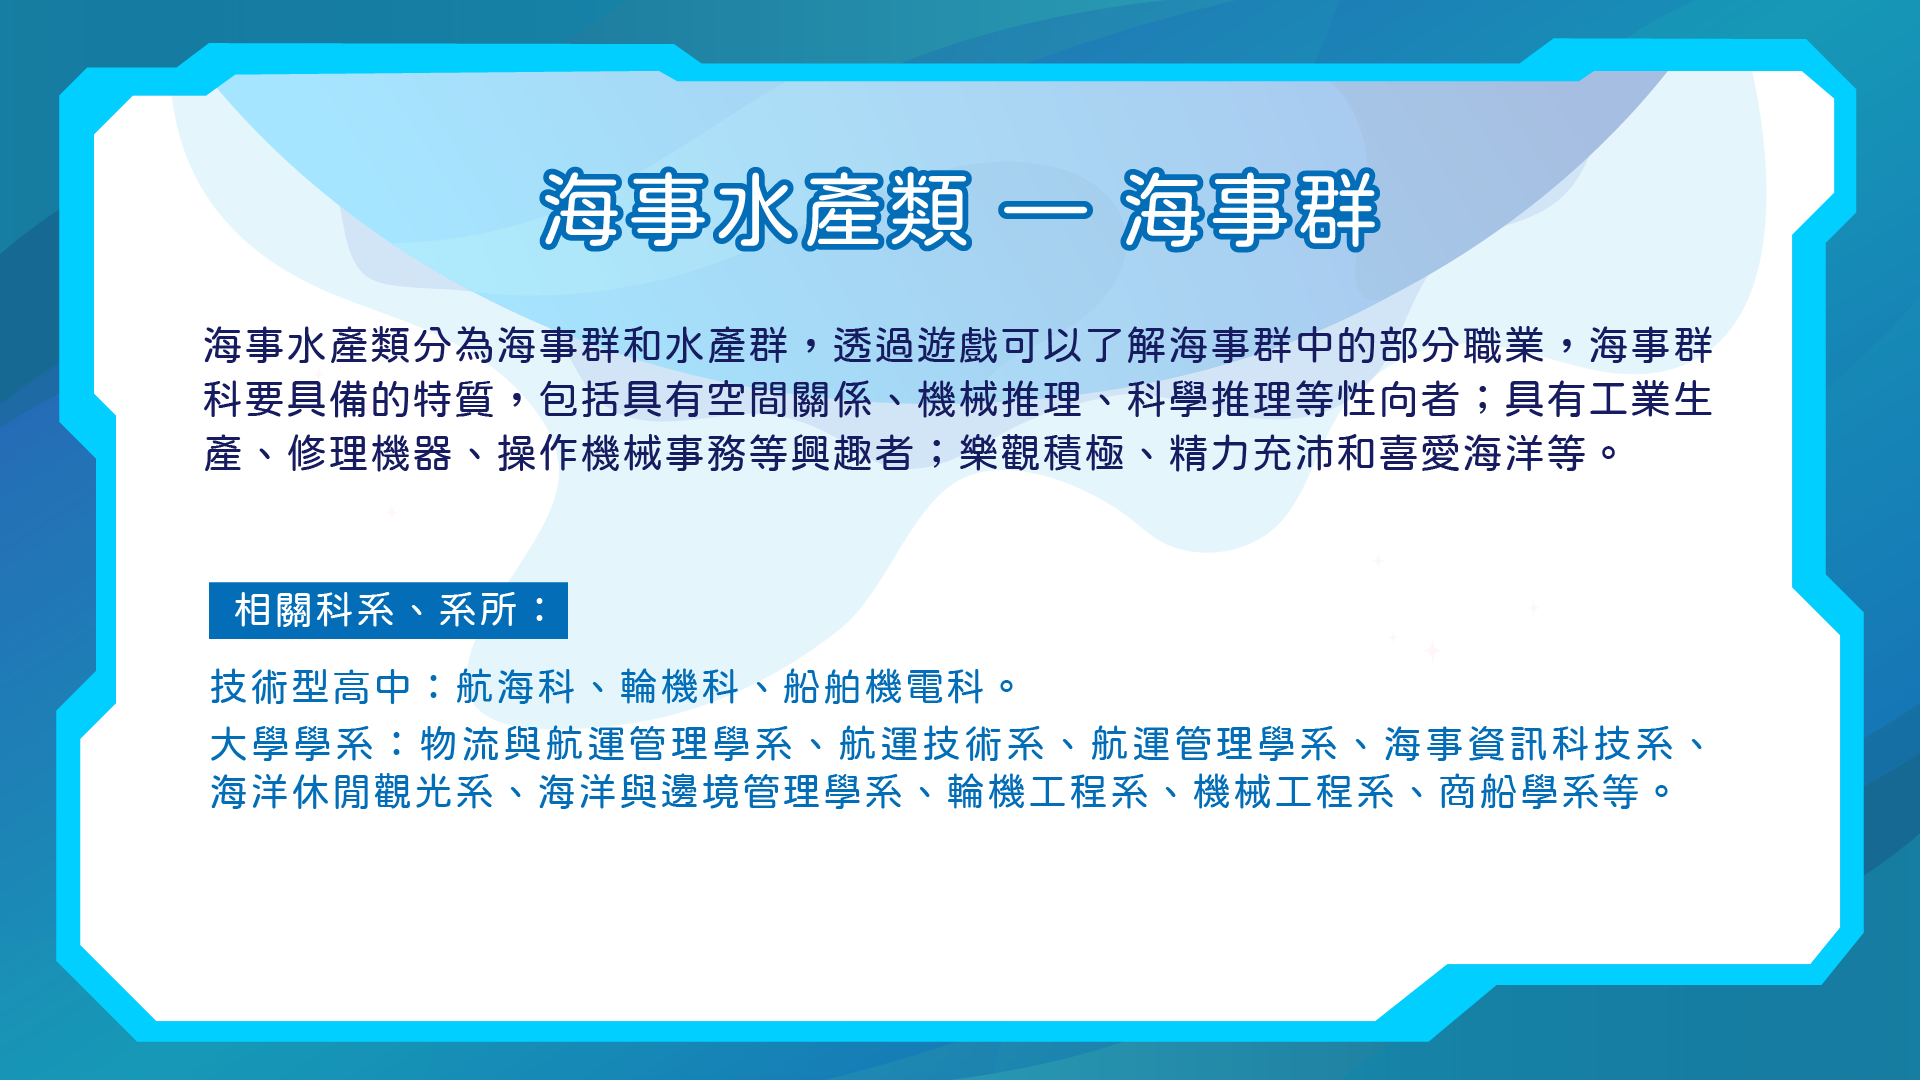 海事水產類 — 海事群
海事水產類分為海事群和水產群，透過遊戲可以了解海事群中的部分職業，海事群
科要具備的特質，包括具有空間關係、機械推理、科學推理等性向者；具有工業生
產、修理機器、操作機械事務等興趣者；樂觀積極、精力充沛和喜愛海洋等。
相關科系、系所：
技術型高中：航海科、輪機科、船舶機電科。
大學學系：物流與航運管理學系、航運技術系、航運管理學系、海事資訊科技系、
海洋休閒觀光系、海洋與邊境管理學系、輪機工程系、機械工程系、商船學系等。